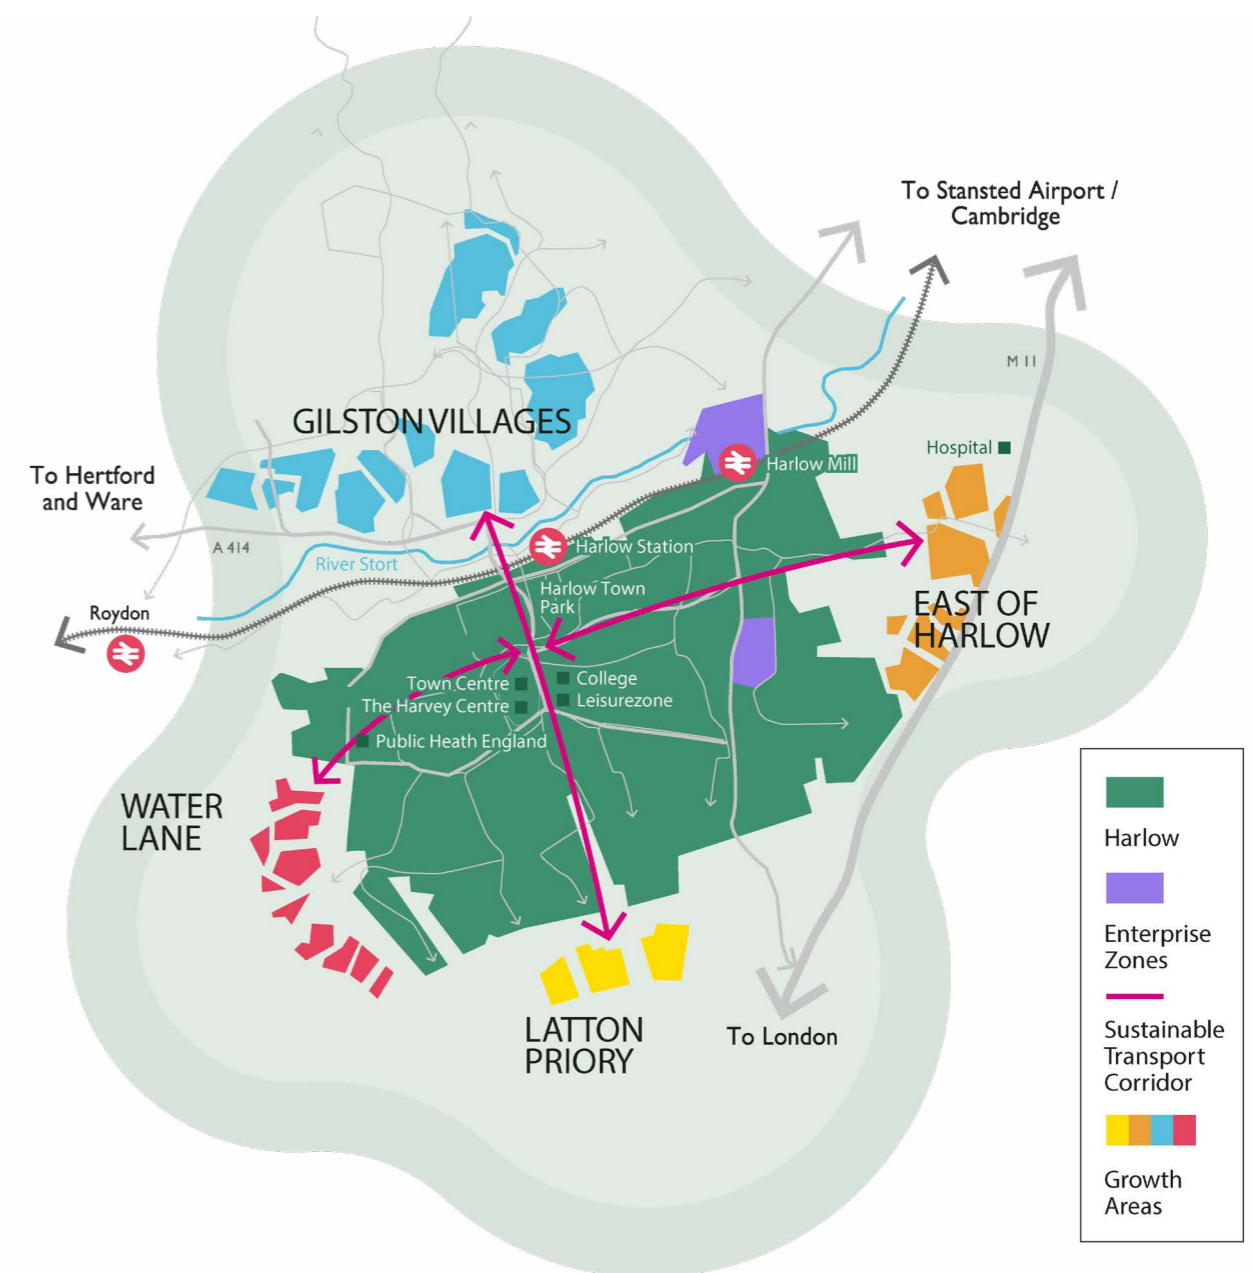 To Stansted Airport /
Cambridge
M 11
GILSTON VILLAGES
Hospital
Harlow Mill
To Hertford
and Ware
A 414
River Stort
Harlow Station
Harlow Town
Park
Roydon
EAST OF
HARLOW
Town Centre
The Harvey Centre
College
Leisurezone
Public Heath England
WATER
LANE
LATTON
PRIORY
To London
Harlow
Enterprise
Zones
Sustainable
Transport
Corridor
Growth
Areas